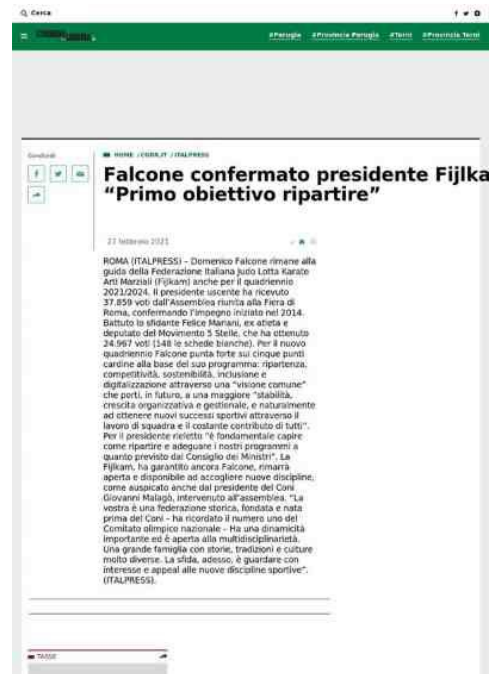 Cerca
#Perugia #Provincia Perugia #Terni #Provincia Terni
Condividi
HOME / CORR.IT / ITALPRESS
Falcone confermato presidente Fijlka
“Primo obiettivo ripartire”
27 febbraio 2021
ROMA (ITALPRESS) – Domenico Falcone rimane alla
guida della Federazione Italiana Judo Lotta Karate
Arti Marziali (Fijlkam) anche per il quadriennio
2021/2024. Il presidente uscente ha ricevuto
37.859 voti dall'Assemblea riunita alla Fiera di
Roma, confermando l'impegno iniziato nel 2014.
Battuto lo sfidante Felice Mariani, ex atleta e
deputato del Movimento 5 Stelle, che ha ottenuto
24.967 voti (148 le schede bianche). Per il nuovo
quadriennio Falcone punta forte sui cinque punti
cardine alla base del suo programma: ripartenza,
competitività, sostenibilità, inclusione e
digitalizzazione attraverso una “visione comune”
che porti, in futuro, a una maggiore “stabilità,
crescita organizzativa e gestionale, e naturalmente
ad ottenere nuovi successi sportivi attraverso il
lavoro di squadra e il costante contributo di tutti”.
Per il presidente rieletto “è fondamentale capire
come ripartire e adeguare i nostri programmi a
quanto previsto dal Consiglio dei Ministri”. La
Fijlkam, ha garantito ancora Falcone, rimarrà
aperta e disponibile ad accogliere nuove discipline,
come auspicato anche dal presidente del Coni
Giovanni Malagò, intervenuto all'assemblea. “La
vostra è una federazione storica, fondata e nata
prima del Coni – ha ricordato il numero uno del
Comitato olimpico nazionale – Ha una dinamicità
importante ed è aperta alla multidisciplinarietà.
Una grande famiglia con storie, tradizioni e culture
molto diverse. La sfida, adesso, è guardare con
interesse e appeal alle nuove discipline sportive”.
(ITALPRESS).